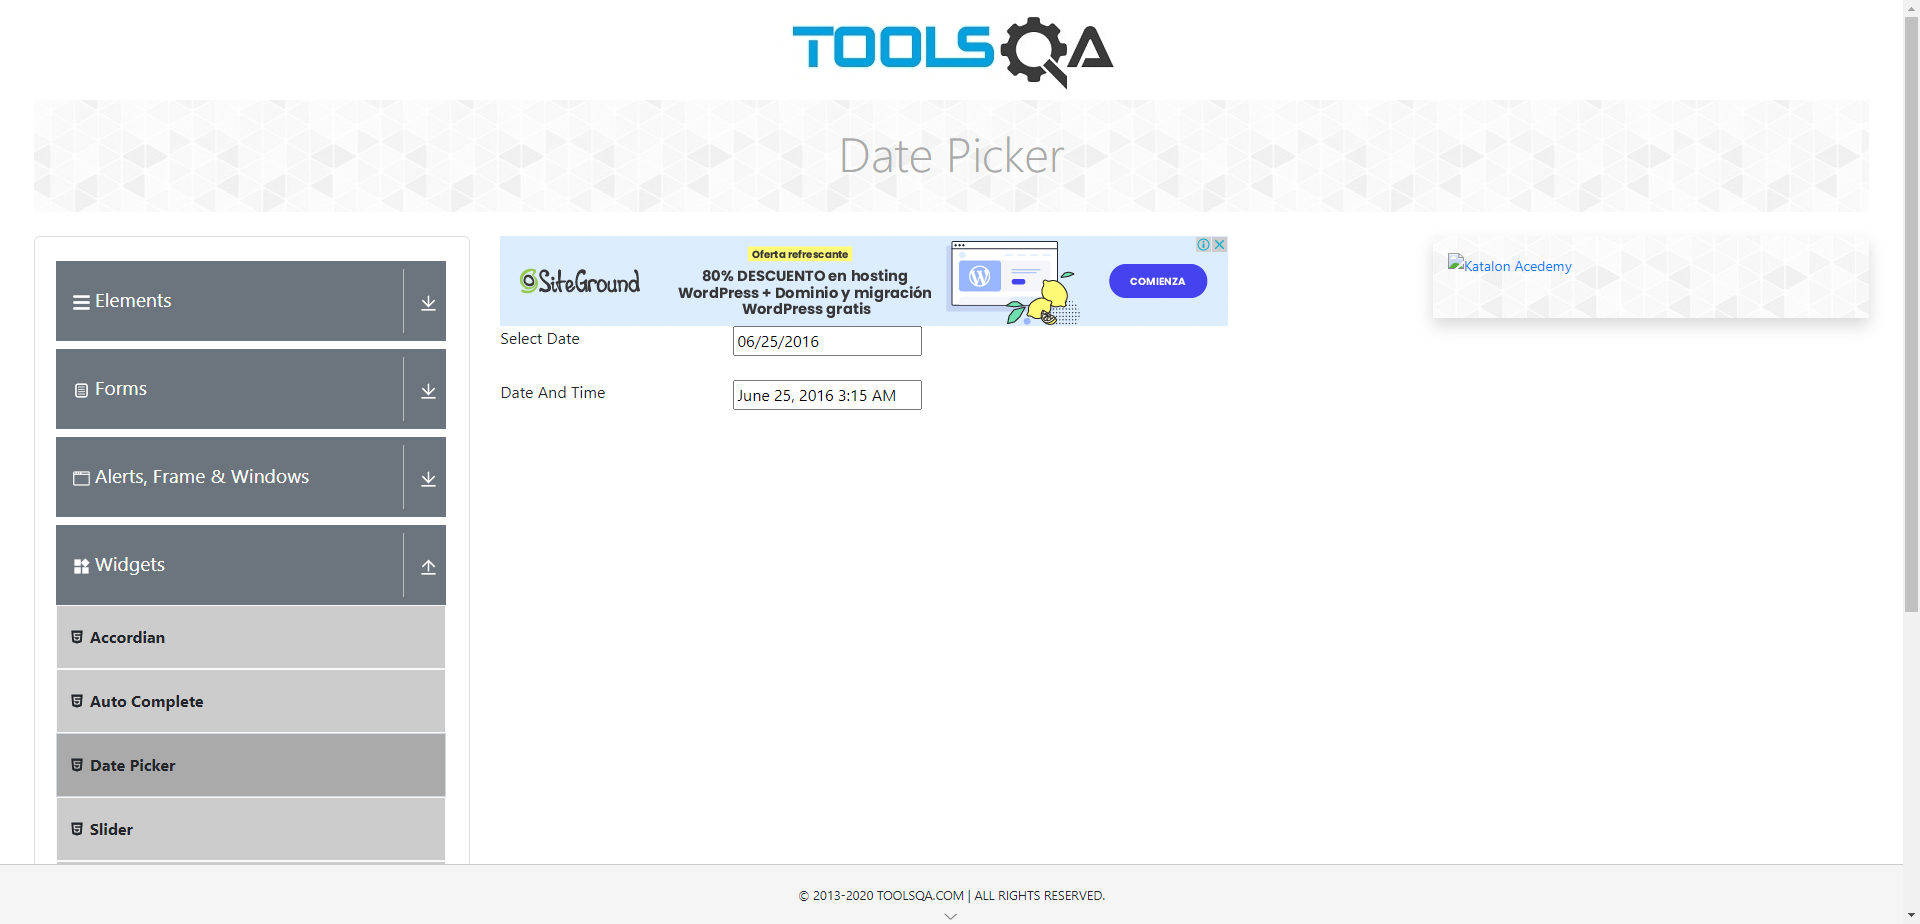 TOOLSQA
Date Picker
Elements
Forms
Alerts, Frame & Windows
Widgets
Accordian
Auto Complete
Date Picker
Slider
SiteGround
Oferta refrescante
80% DESCUENTO en hosting
WordPress + Dominio y migración
WordPress gratis
COMIENZA
Select Date
06/25/2016
Date And Time
June 25, 2016 3:15 AM
Katalon Acedemy
© 2013-2020 TOOLSQA.COM | ALL RIGHTS RESERVED.